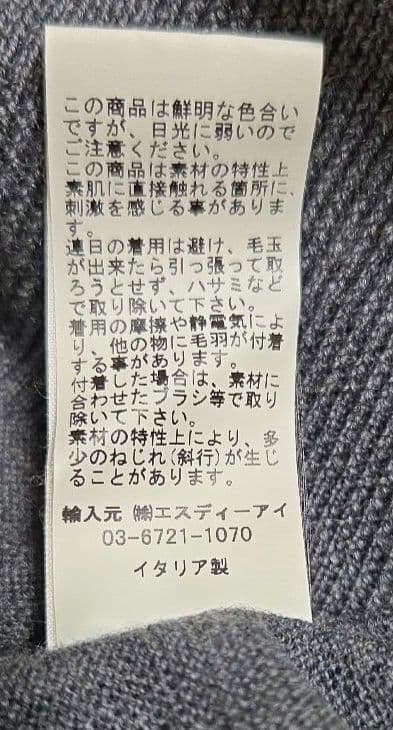 この商品は鮮明な色合い
ですが、日光に弱いので
ご注意ください。
この商品は素材の特性上
素肌に直接触れる箇所に、
刺激を感じる事がありま
す。
連日の着用は避け、毛玉
が出来たら引っ張って取
ろうとせず、ハサミなど
で取り除いて下さい。
着用の摩擦や静電気によ
り、他の物に毛羽が付着
する事があります。
付着した場合は、素材に
合わせたブラシ等で取り
除いて下さい。
素材の特性上により、多
少のねじれ(斜行)が生じ
ることがあります。
輸入元 ㈱エスディーアイ
03-6721-1070
イタリア製